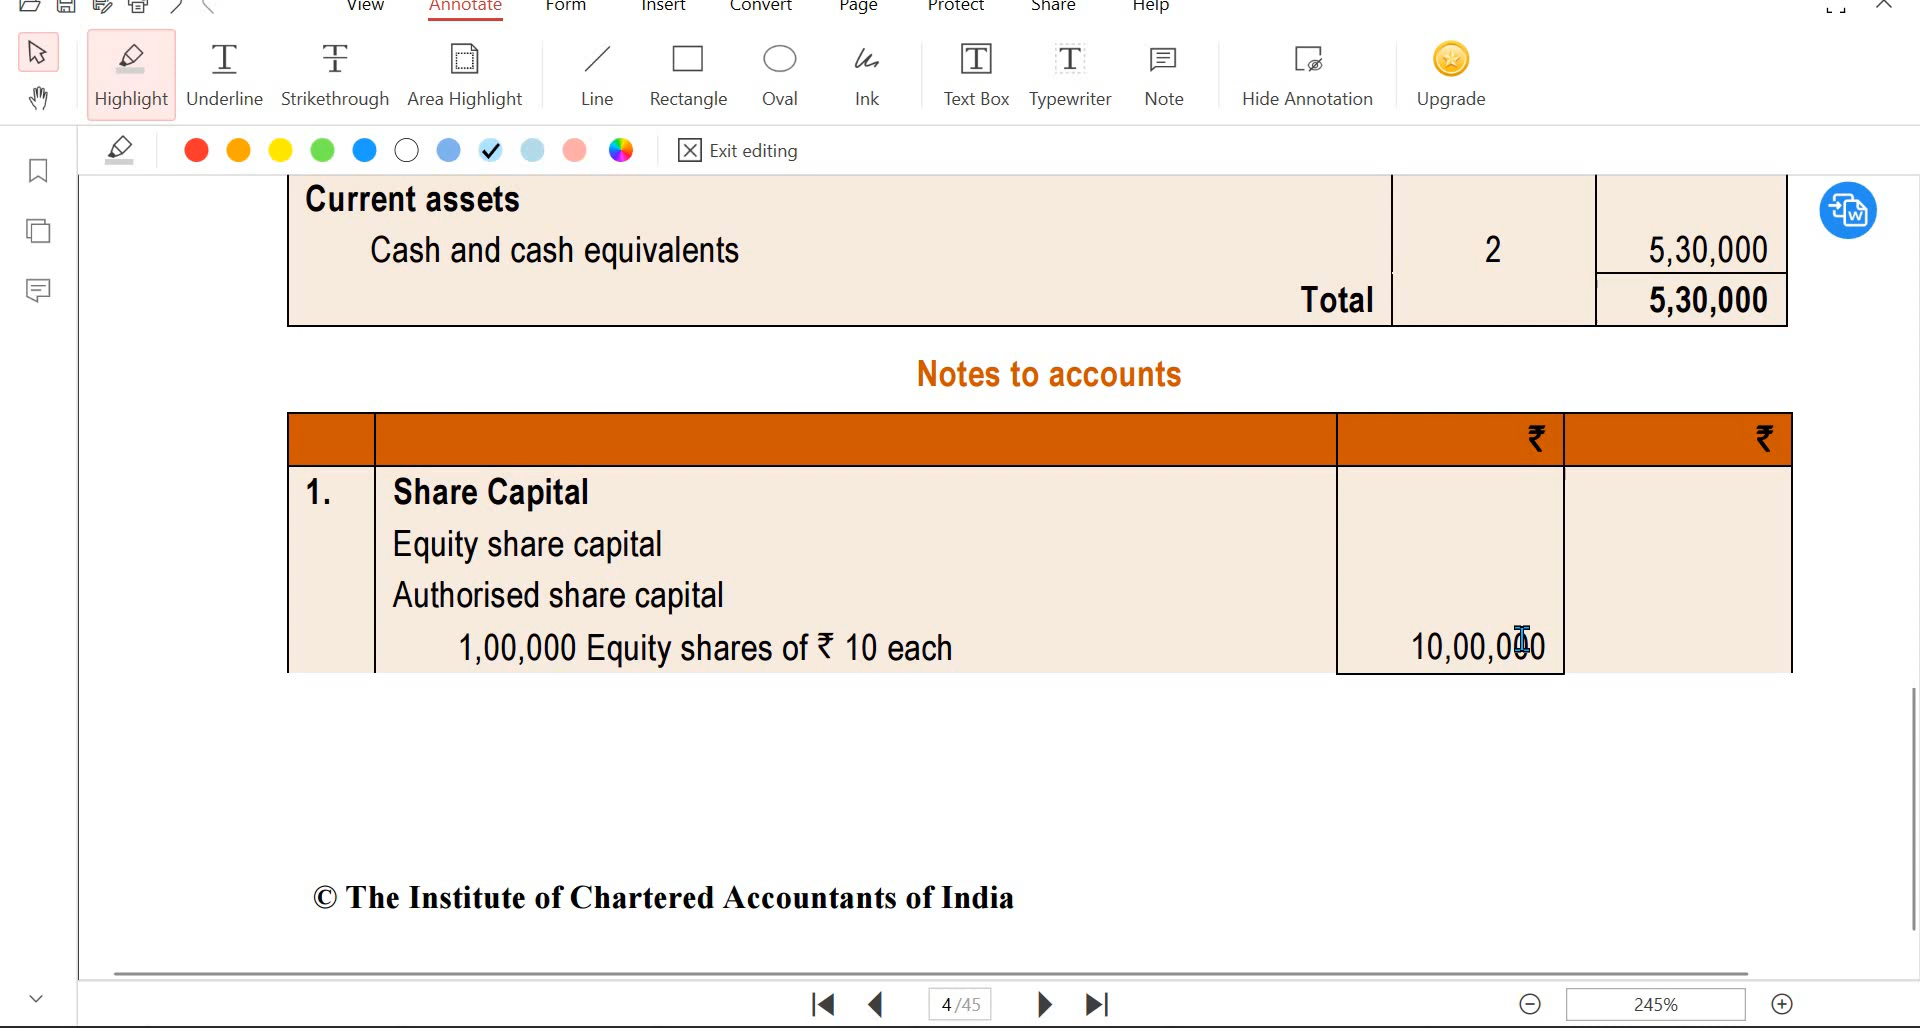 View Annotate Form Insert Convert Page Protect Share Help
Highlight Underline Strikethrough Area Highlight Line Rectangle Oval Ink Text Box Typewriter Note Hide Annotation Upgrade
Exit editing
Current assets
Cash and cash equivalents 2 5,30,000
Total 5,30,000
Notes to accounts
₹ ₹
1. Share Capital
Equity share capital
Authorised share capital
1,00,000 Equity shares of ₹ 10 each 10,00,000
© The Institute of Chartered Accountants of India
4 /45 245%